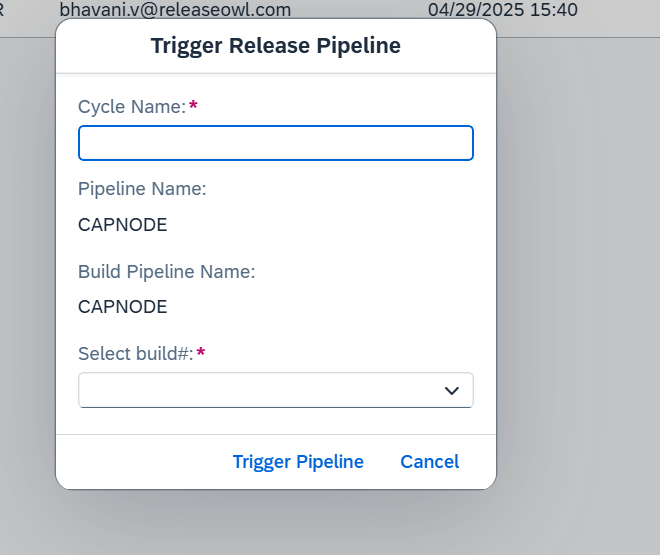 R bhavani.v@releaseowl.com 04/29/2025 15:40
Trigger Release Pipeline
Cycle Name:*
Pipeline Name:
CAPNODE
Build Pipeline Name:
CAPNODE
Select build#:*
Trigger Pipeline Cancel